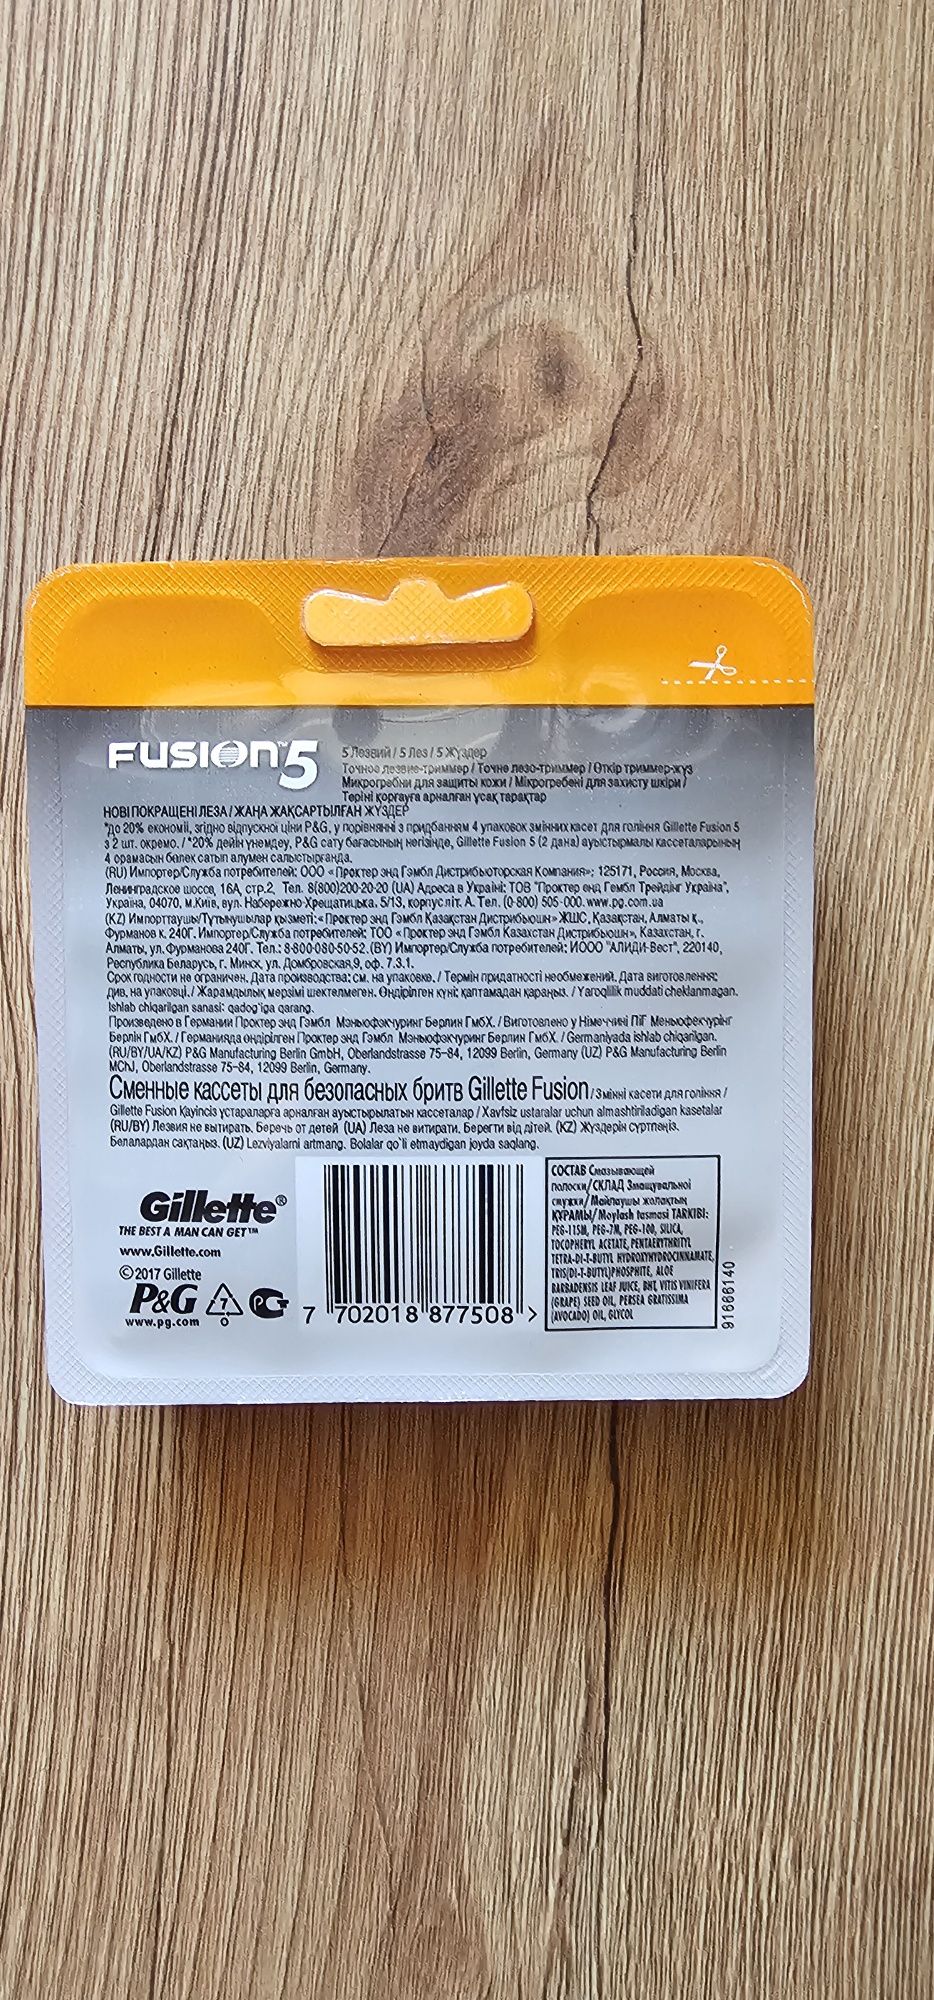 FUSION™5
5 Лезвий / 5 Лез / 5 Жүздер
Точное лезвие-триммер / Точне лезо-триммер / Өткір триммер-жүз
Микрогребни для защиты кожи / Мікрогребені для захисту шкіри /
Теріні қорғауға арналған ұсақ тарақтар
НОВІ ПОКРАЩЕНІ ЛЕЗА / ЖАҢА ЖАҚСАРТЫЛҒАН ЖҮЗДЕР
*До 20% економії, згідно відпускної ціни P&G, у порівнянні з придбанням 4 упаковок змінних касет для гоління Gillette Fusion 5
з 2 шт. окремо. / *20% дейін үнемдеу, P&G сату бағасының негізінде, Gillette Fusion 5 (2 дана) ауыстырмалы кассеталарының
4 орамасын бөлек сатып алумен салыстырғанда.
(RU) Импортер/Служба потребителей: ООО «Проктер энд Гэмбл Дистрибьюторская Компания»; 125171, Россия, Москва,
Ленинградское шоссе, 16А, стр.2, Тел. 8(800)200-20-20 (UA) Адреса в Україні: ТОВ "Проктер енд Гембл Трейдінг Україна",
Україна, 04070, м.Київ, вул. Набережно-Хрещатицька, 5/13, корпус літ. А. Тел. (0-800) 505-000. www.pg.com.ua
(KZ) Импорттаушы/Тұтынушылар қызметі: «Проктер энд Гэмбл Қазақстан Дистрибьюшн» ЖШС, Қазақстан, Алматы қ.,
Фурманов к. 240Г. Импортер/Служба потребителей: ТОО «Проктер энд Гэмбл Казахстан Дистрибьюшн», Казахстан, г.
Алматы, ул. Фурманова 240Г. Тел.: 8-800-080-50-52. (BY) Импортер/Служба потребителей: ИООО "АЛИДИ-Вест", 220140,
Республика Беларусь, г. Минск, ул. Домбровская,9, оф. 7.3.1.
Срок годности не ограничен. Дата производства: см. на упаковке. / Термін придатності необмежений. Дата виготовлення:
див. на упаковці. / Жарамдылық мерзімі шектелмеген. Өндірілген күні: қаптамадан қараңыз. / Yaroqlilik muddati cheklanmagan.
Ishlab chiqarilgan sanasi: qadog'iga qarang.
Произведено в Германии Проктер энд Гэмбл Мэньюфэкчуринг Берлин ГмбХ. / Виготовлено у Німеччині ПіГ Меньюфекчурінг
Берлін ГмбХ. / Германияда өндірілген Проктер энд Гэмбл Мэньюфэкчуринг Берлин ГмбХ. / Germaniyada ishlab chiqarilgan.
(RU/BY/UA/KZ) P&G Manufacturing Berlin GmbH, Oberlandstrasse 75-84, 12099 Berlin, Germany (UZ) P&G Manufacturing Berlin
MChJ, Oberlandstrasse 75-84, 12099 Berlin, Germany.
Сменные кассеты для безопасных бритв Gillette Fusion / Змінні касети для гоління /
Gillette Fusion Қауіпсіз ұстараларға арналған ауыстырылатын кассеталар / Xavfsiz ustaralar uchun almashtiriladigan kasetalar
(RU/BY) Лезвия не вытирать. Беречь от детей (UA) Леза не витирати. Берегти від дітей. (KZ) Жүздерін сүртпеңіз.
Балалардан сақтаңыз. (UZ) Lezviyalarni artmang. Bolalar qo'li etmaydigan joyda saqlang.
Gillette®
THE BEST A MAN CAN GET™
www.Gillette.com
©2017 Gillette
P&G
www.pg.com
7
O
7 702018 877508 >
СОСТАВ Смазывающей
полоски/СКЛАД Змащувальної
смужки/Майлаушы жолақтың
ҚҰРАМЫ/Moylash tasmasi TARKIBI:
PEG-115M, PEG-7M, PEG-100, SILICA,
TOCOPHERYL ACETATE, PENTAERYTHRITYL
TETRA-DI-T-BUTYL HYDROXYHYDROCINNAMATE,
TRIS(DI-T-BUTYL)PHOSPHITE, ALOE
BARBADENSIS LEAF JUICE, BHT, VITIS VINIFERA
(GRAPE) SEED OIL, PERSEA GRATISSIMA
(AVOCADO) OIL, GLYCOL
91666140